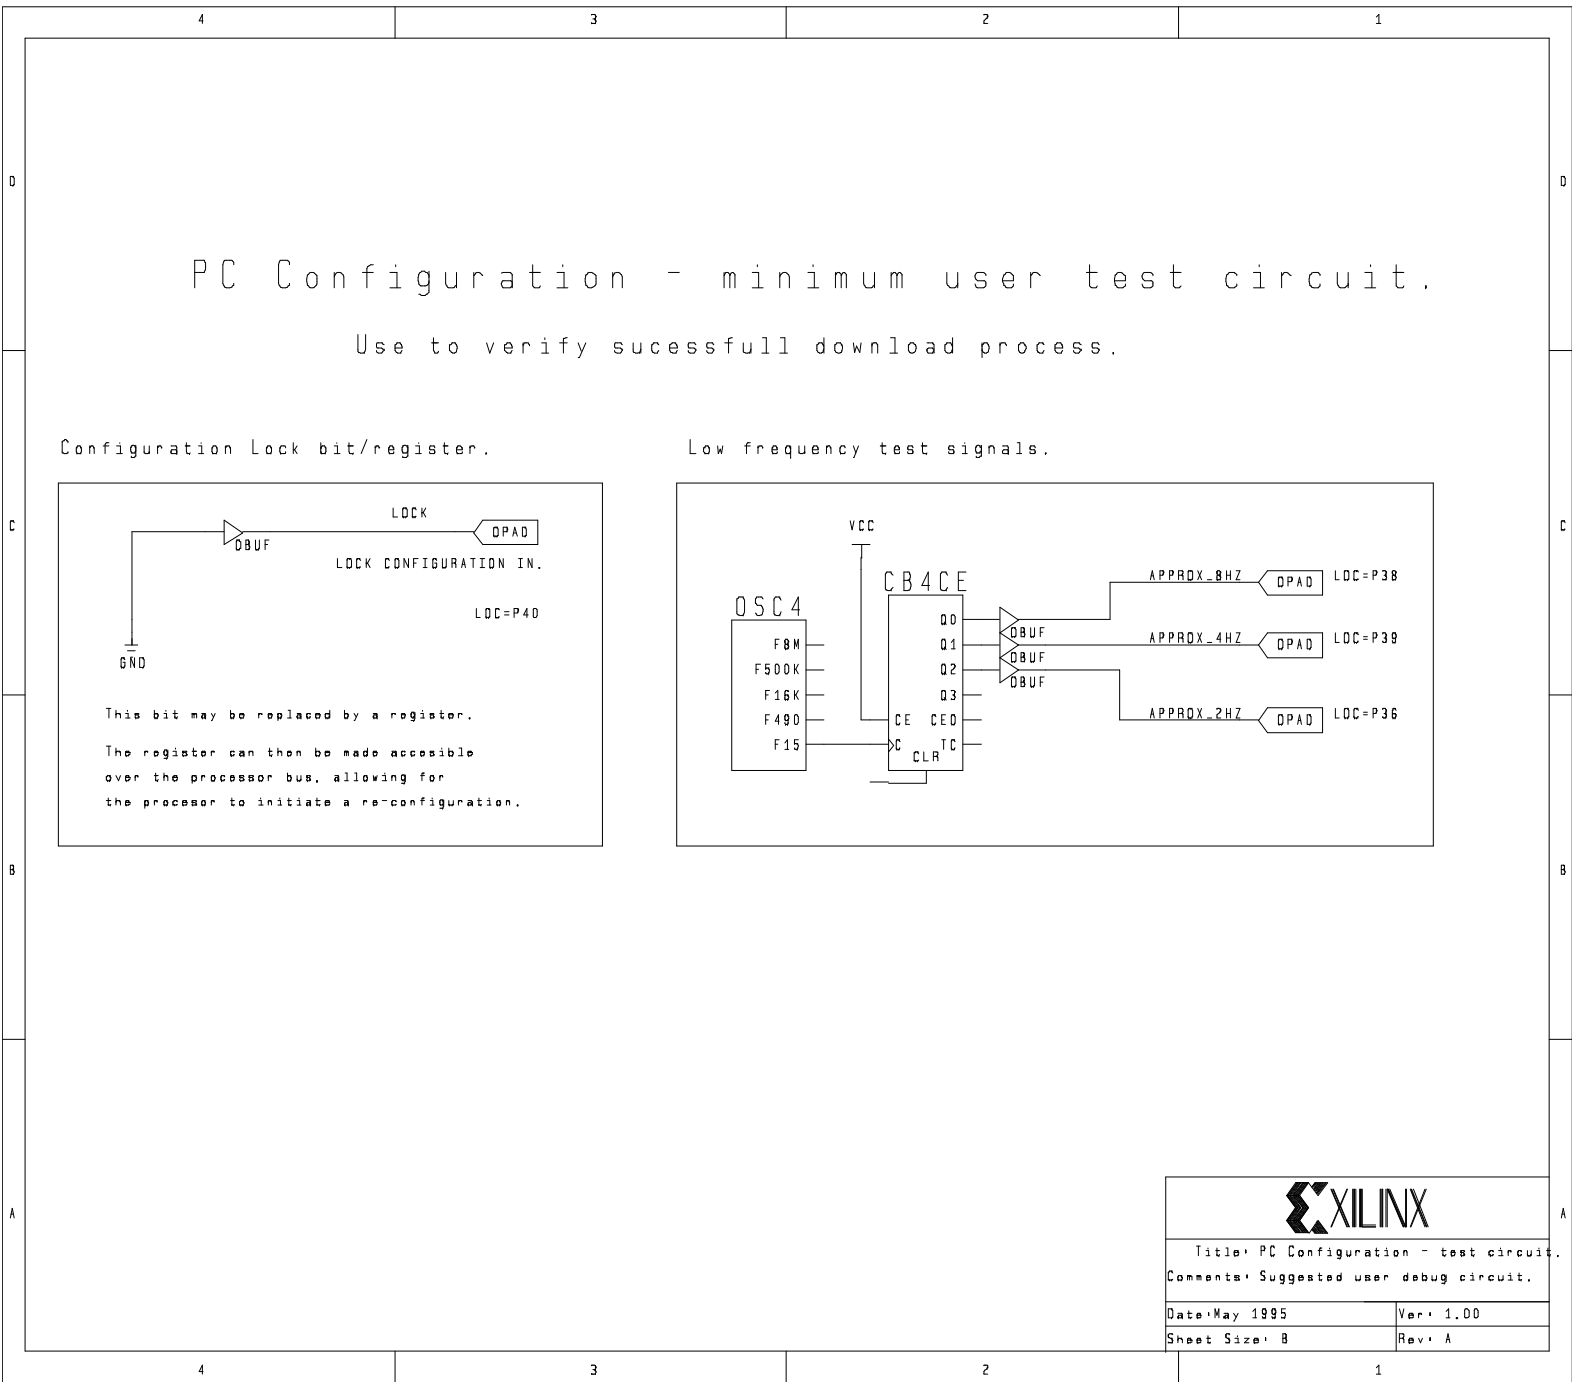 4 3 2 1
D D
PC Configuration - minimum user test circuit.
Use to verify sucessfull download process.
Configuration Lock bit/register.
Low frequency test signals.
LOCK
OPAD
OBUF
LOCK CONFIGURATION IN.
LOC=P40
GND
This bit may be replaced by a register.
The register can then be made accesible
over the processor bus, allowing for
the procesor to initiate a re-configuration.
C C
VCC
OSC4
F8M
F500K
F16K
F490
F15
CB4CE
Q0
Q1
Q2
Q3
CE CEO
C TC
CLR
OBUF
OBUF
OBUF
APPROX_8HZ OPAD LOC=P38
APPROX_4HZ OPAD LOC=P39
APPROX_2HZ OPAD LOC=P36
B B
A A
XILINX
Title: PC Configuration - test circuit.
Comments: Suggested user debug circuit.
Date:May 1995 Ver: 1.00
Sheet Size: B Rev: A
4 3 2 1